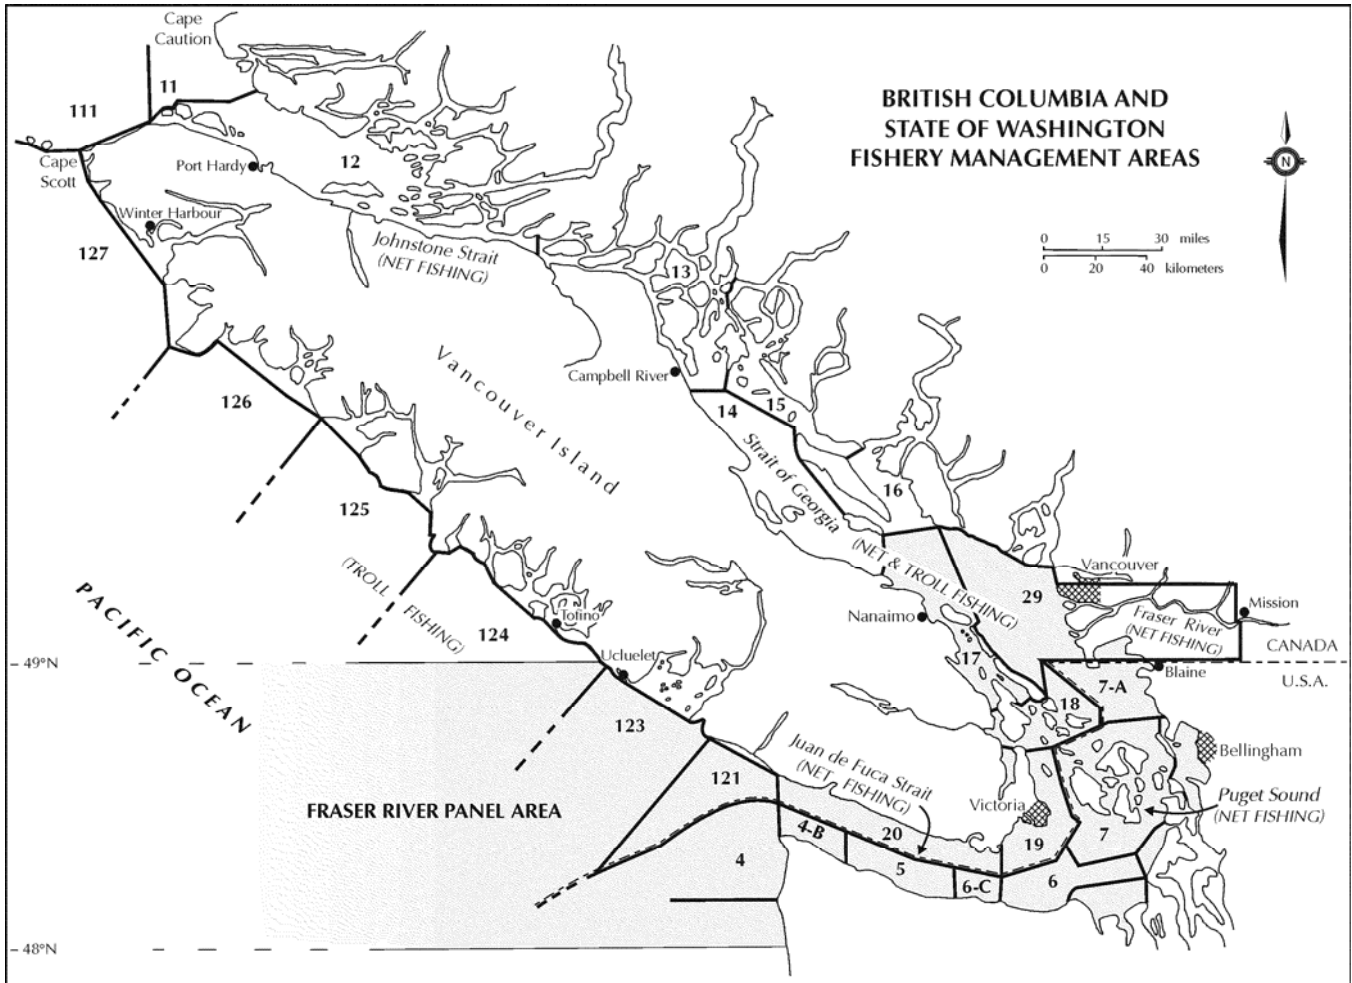 Cape
Caution
BRITISH COLUMBIA AND
STATE OF WASHINGTON
FISHERY MANAGEMENT AREAS
11
111
N
Cape
Scott
Port Hardy
12
Winter Harbour
127
Johnstone Strait
(NET FISHING)
0 15 30 miles
0 20 40 kilometers
13
Campbell River
Vancouver Island
126
14
15
Strait of Georgia
(NET & TROLL FISHING)
16
125
(TROLL FISHING)
PACIFIC OCEAN
124
Tofino
Ucluelet
Nanaimo
29
Vancouver
Mission
Fraser River
(NET FISHING)
17
CANADA
49°N
Blaine
U.S.A.
7-A
18
123
121
Juan de Fuca Strait
(NET FISHING)
Bellingham
FRASER RIVER PANEL AREA
Victoria
Puget Sound
(NET FISHING)
4-B
20
19
7
4
5
6-C
6
48°N